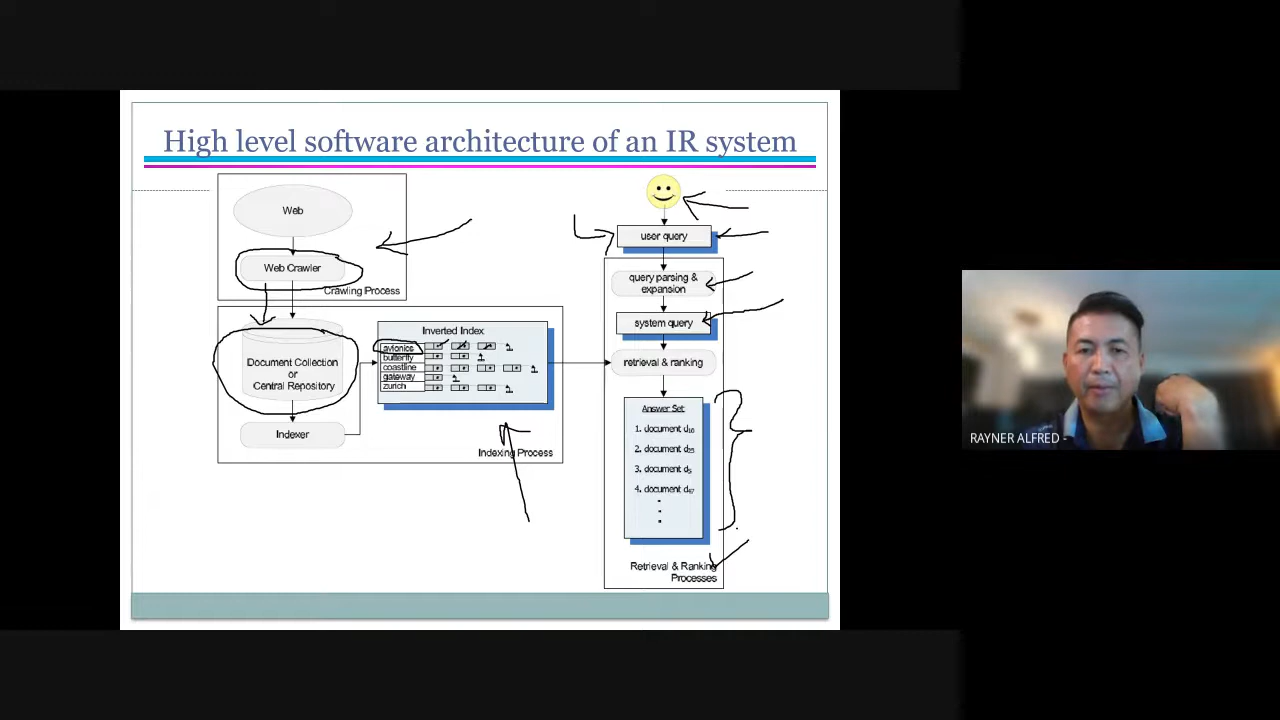 High level software architecture of an IR system
Web
Web Crawler
Crawling Process
Document Collection
or
Central Repository
Indexer
Inverted Index
avionics
butterfly
coastline
gateway
zurich
Indexing Process
user query
query parsing &
expansion
system query
retrieval & ranking
Answer Set
1. document d
2. document d
3. document d
4. document d
Retrieval & Ranking
Processes
RAYNER ALFRED -